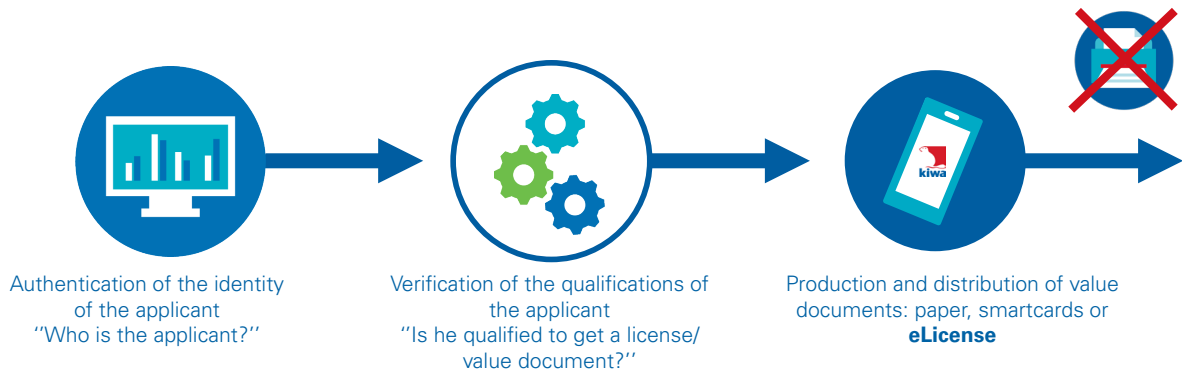 kiwa
Authentication of the identity
of the applicant
''Who is the applicant?''
Verification of the qualifications of
the applicant
''Is he qualified to get a license/
value document?''
Production and distribution of value
documents: paper, smartcards or
eLicense